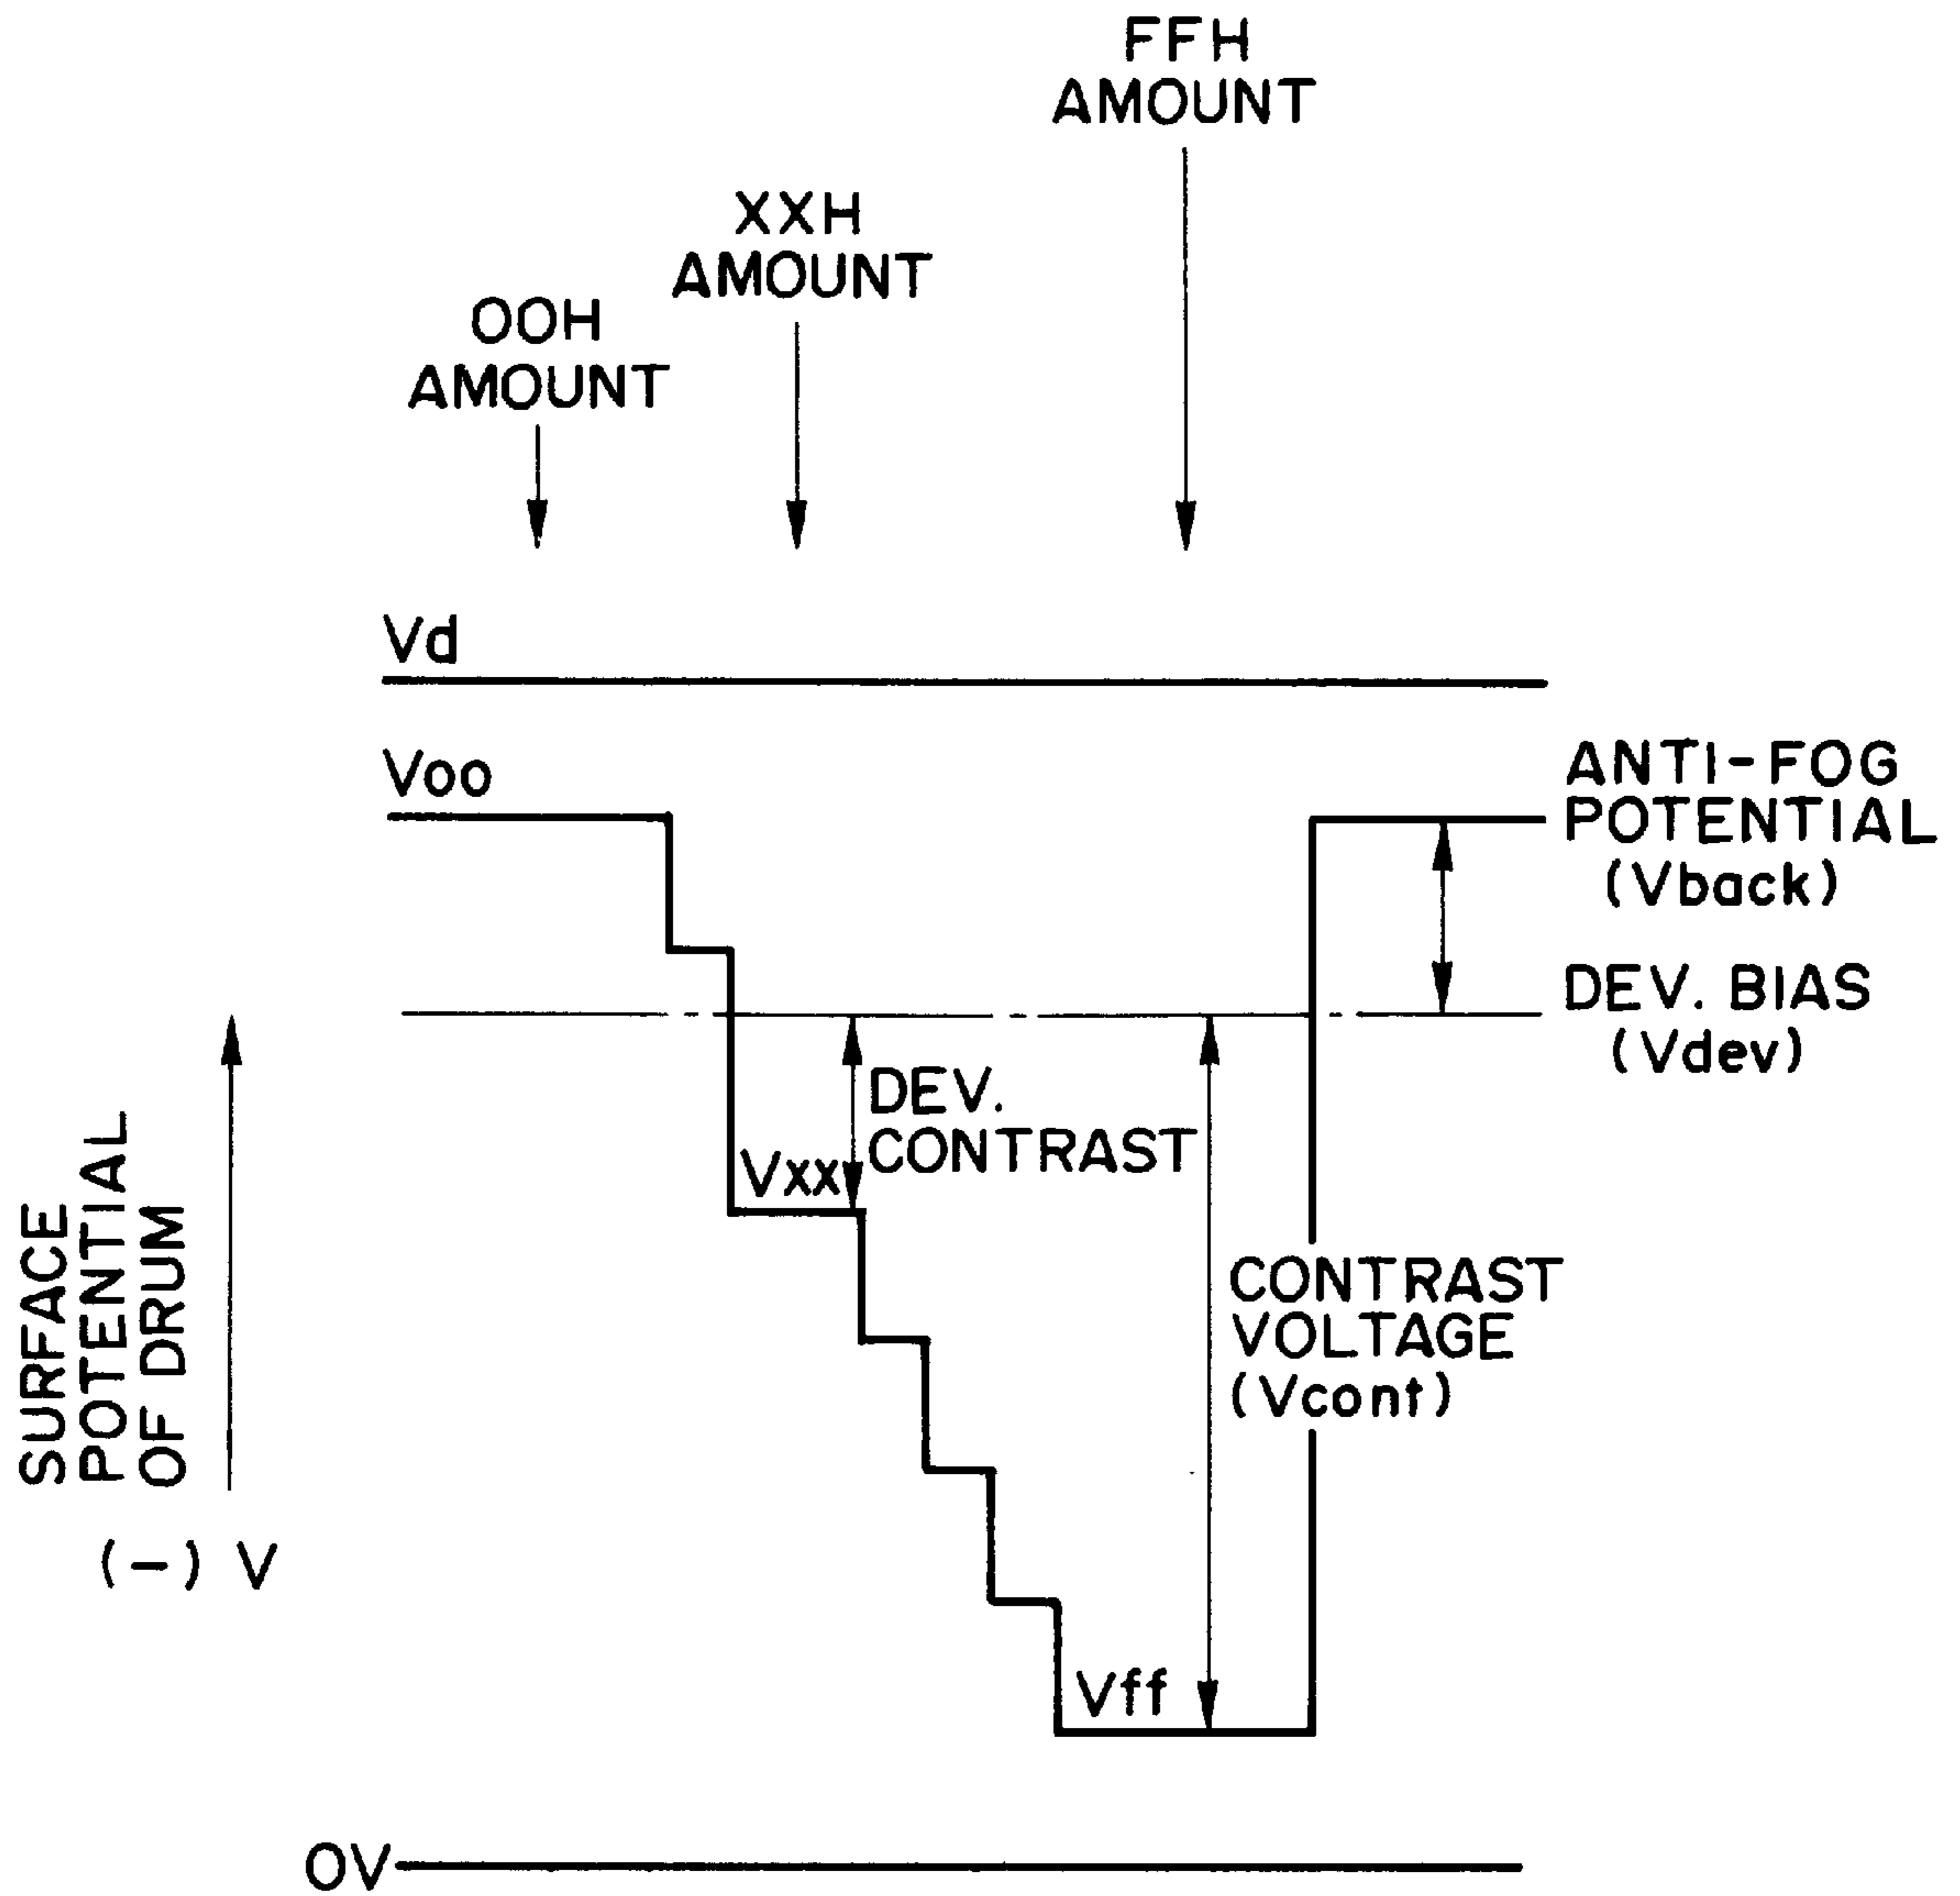 FFH
AMOUNT
XXH
AMOUNT
OOH
AMOUNT
Vd
Voo
ANTI-FOG
POTENTIAL
(Vback)
DEV. BIAS
(Vdev)
DEV.
CONTRAST
Vxx
SURFACE
POTENTIAL
OF DRUM
(-) V
CONTRAST
VOLTAGE
(Vcont)
Vff
OV